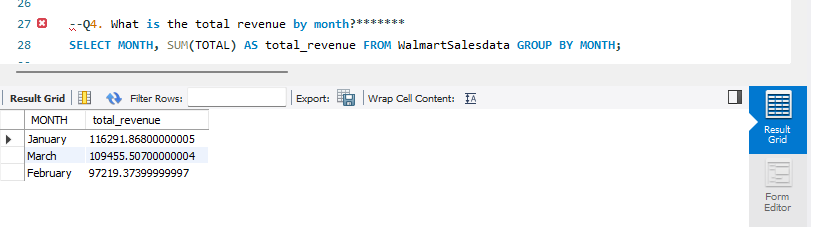 26
27 --Q4. What is the total revenue by month?*******
28 SELECT MONTH, SUM(TOTAL) AS total_revenue FROM WalmartSalesdata GROUP BY MONTH;
Result Grid Filter Rows: Export: Wrap Cell Content:
MONTH total_revenue
January 116291.86800000005
March 109455.50700000004
February 97219.37399999997
Result
Grid
Form
Editor